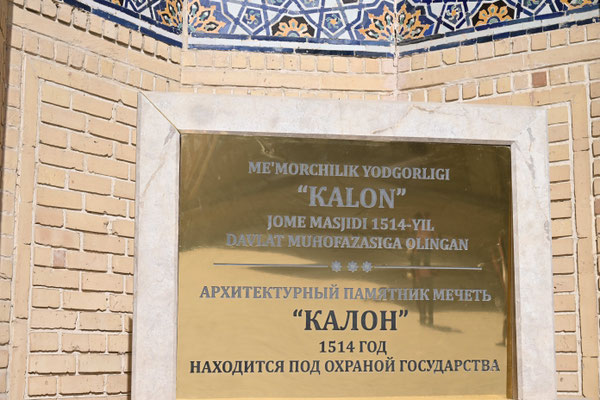 ME'MORCHILIK YODGORLIGI
“KALON”
JOME MASJIDI 1514-YIL
DAVLAT MUHOFAZASIGA OLINGAN
АРХИТЕКТУРНЫЙ ПАМЯТНИК МЕЧЕТЬ
“КАЛОН”
1514 ГОД
НАХОДИТСЯ ПОД ОХРАНОЙ ГОСУДАРСТВА